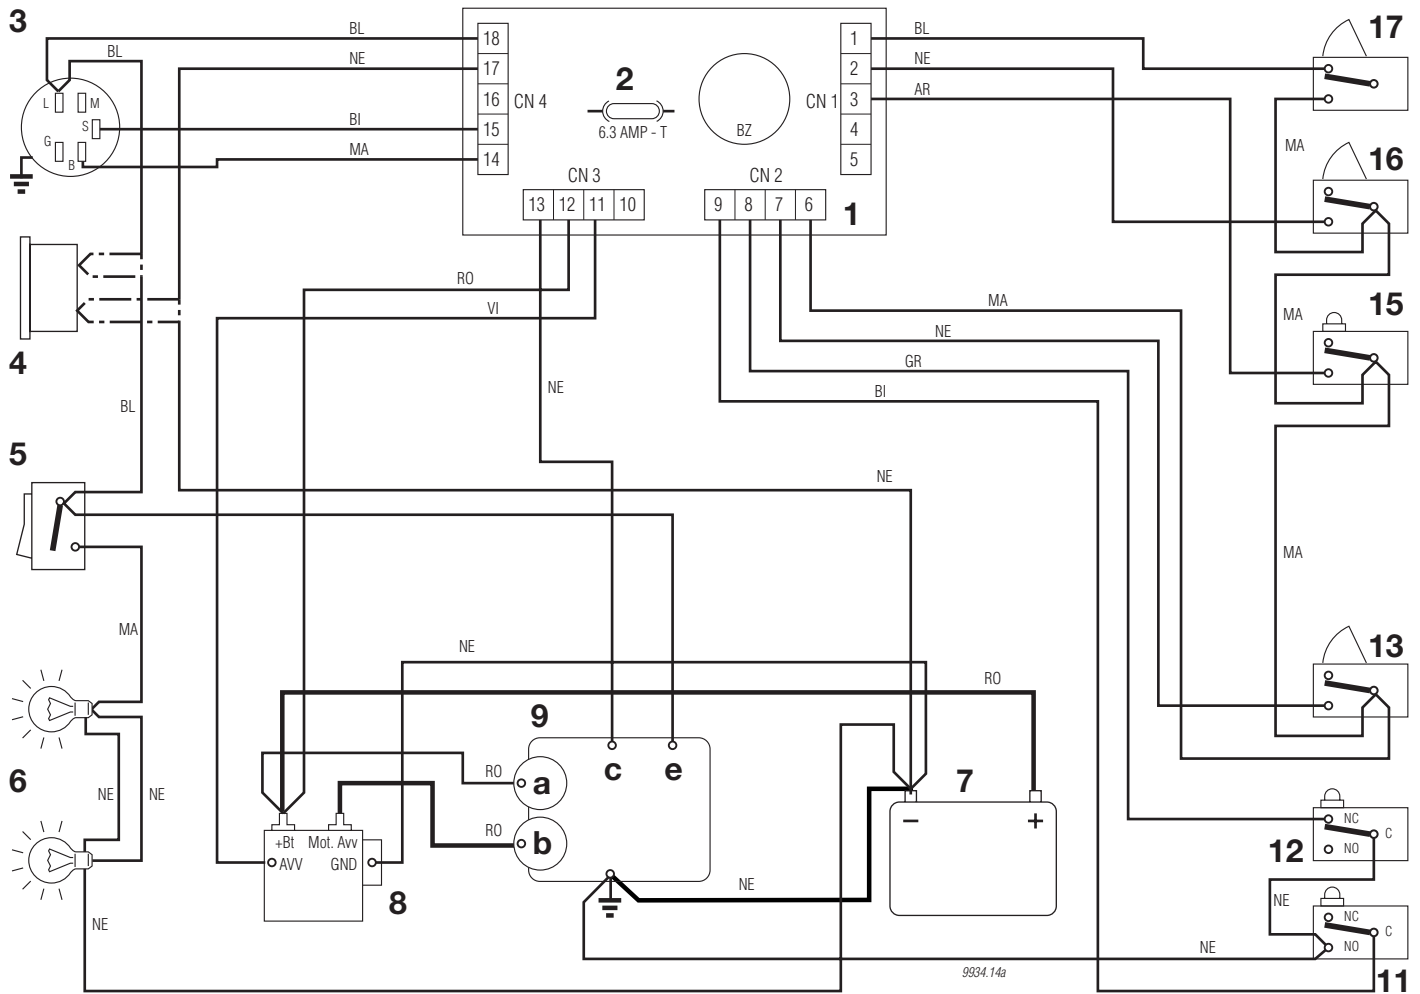 3
BL
18
1
BL
17
BL
NE
17
2
NE
L
M
16
CN 4
2
CN 1
3
AR
S
BI
15
6.3 AMP - T
BZ
4
G
B
MA
14
5
MA
16
CN 3
CN 2
13
12
11
10
9
8
7
6
1
RO
VI
MA
MA
15
4
NE
NE
GR
BL
BI
5
NE
MA
MA
NE
13
RO
9
6
NE
NE
RO
a
c
e
7
RO
b
–
+
+Bt
Mot. Avv
AVV
GND
NC
C
NO
12
8
NE
NE
NC
C
NO
NE
NE
9934.14a
11